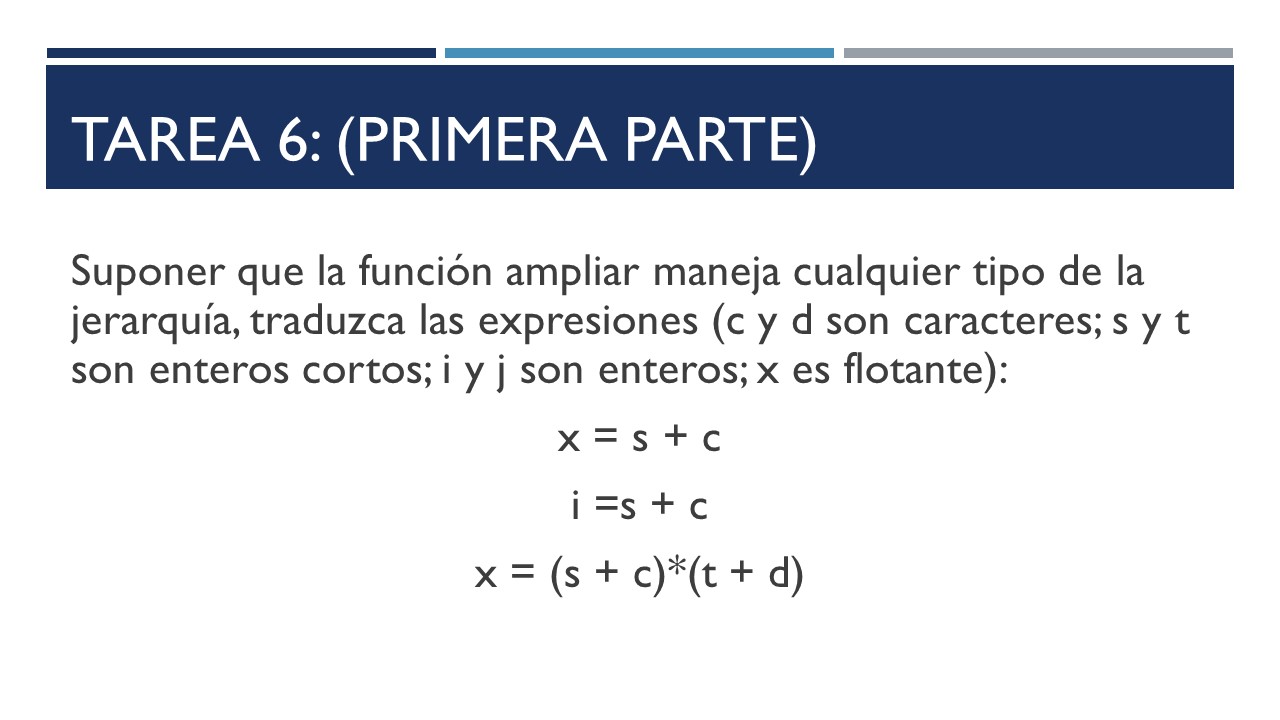 TAREA 6: (PRIMERA PARTE)
Suponer que la función ampliar maneja cualquier tipo de la
jerarquía, traduzca las expresiones (c y d son caracteres; s y t
son enteros cortos; i y j son enteros; x es flotante):
x = s + c
i =s + c
x = (s + c)*(t + d)